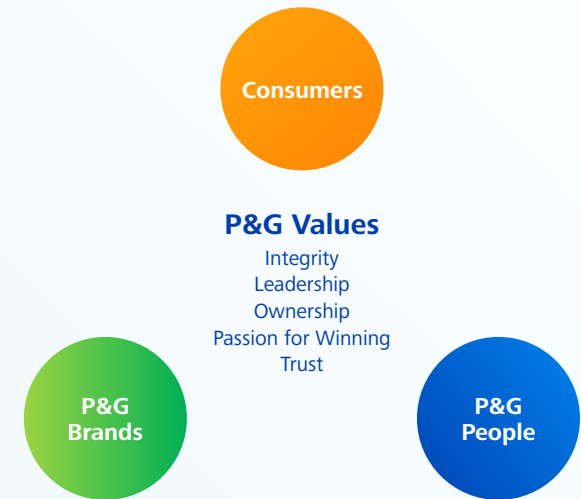 Consumers
P&G Values
Integrity
Leadership
Ownership
Passion for Winning
Trust
P&G
Brands
P&G
People